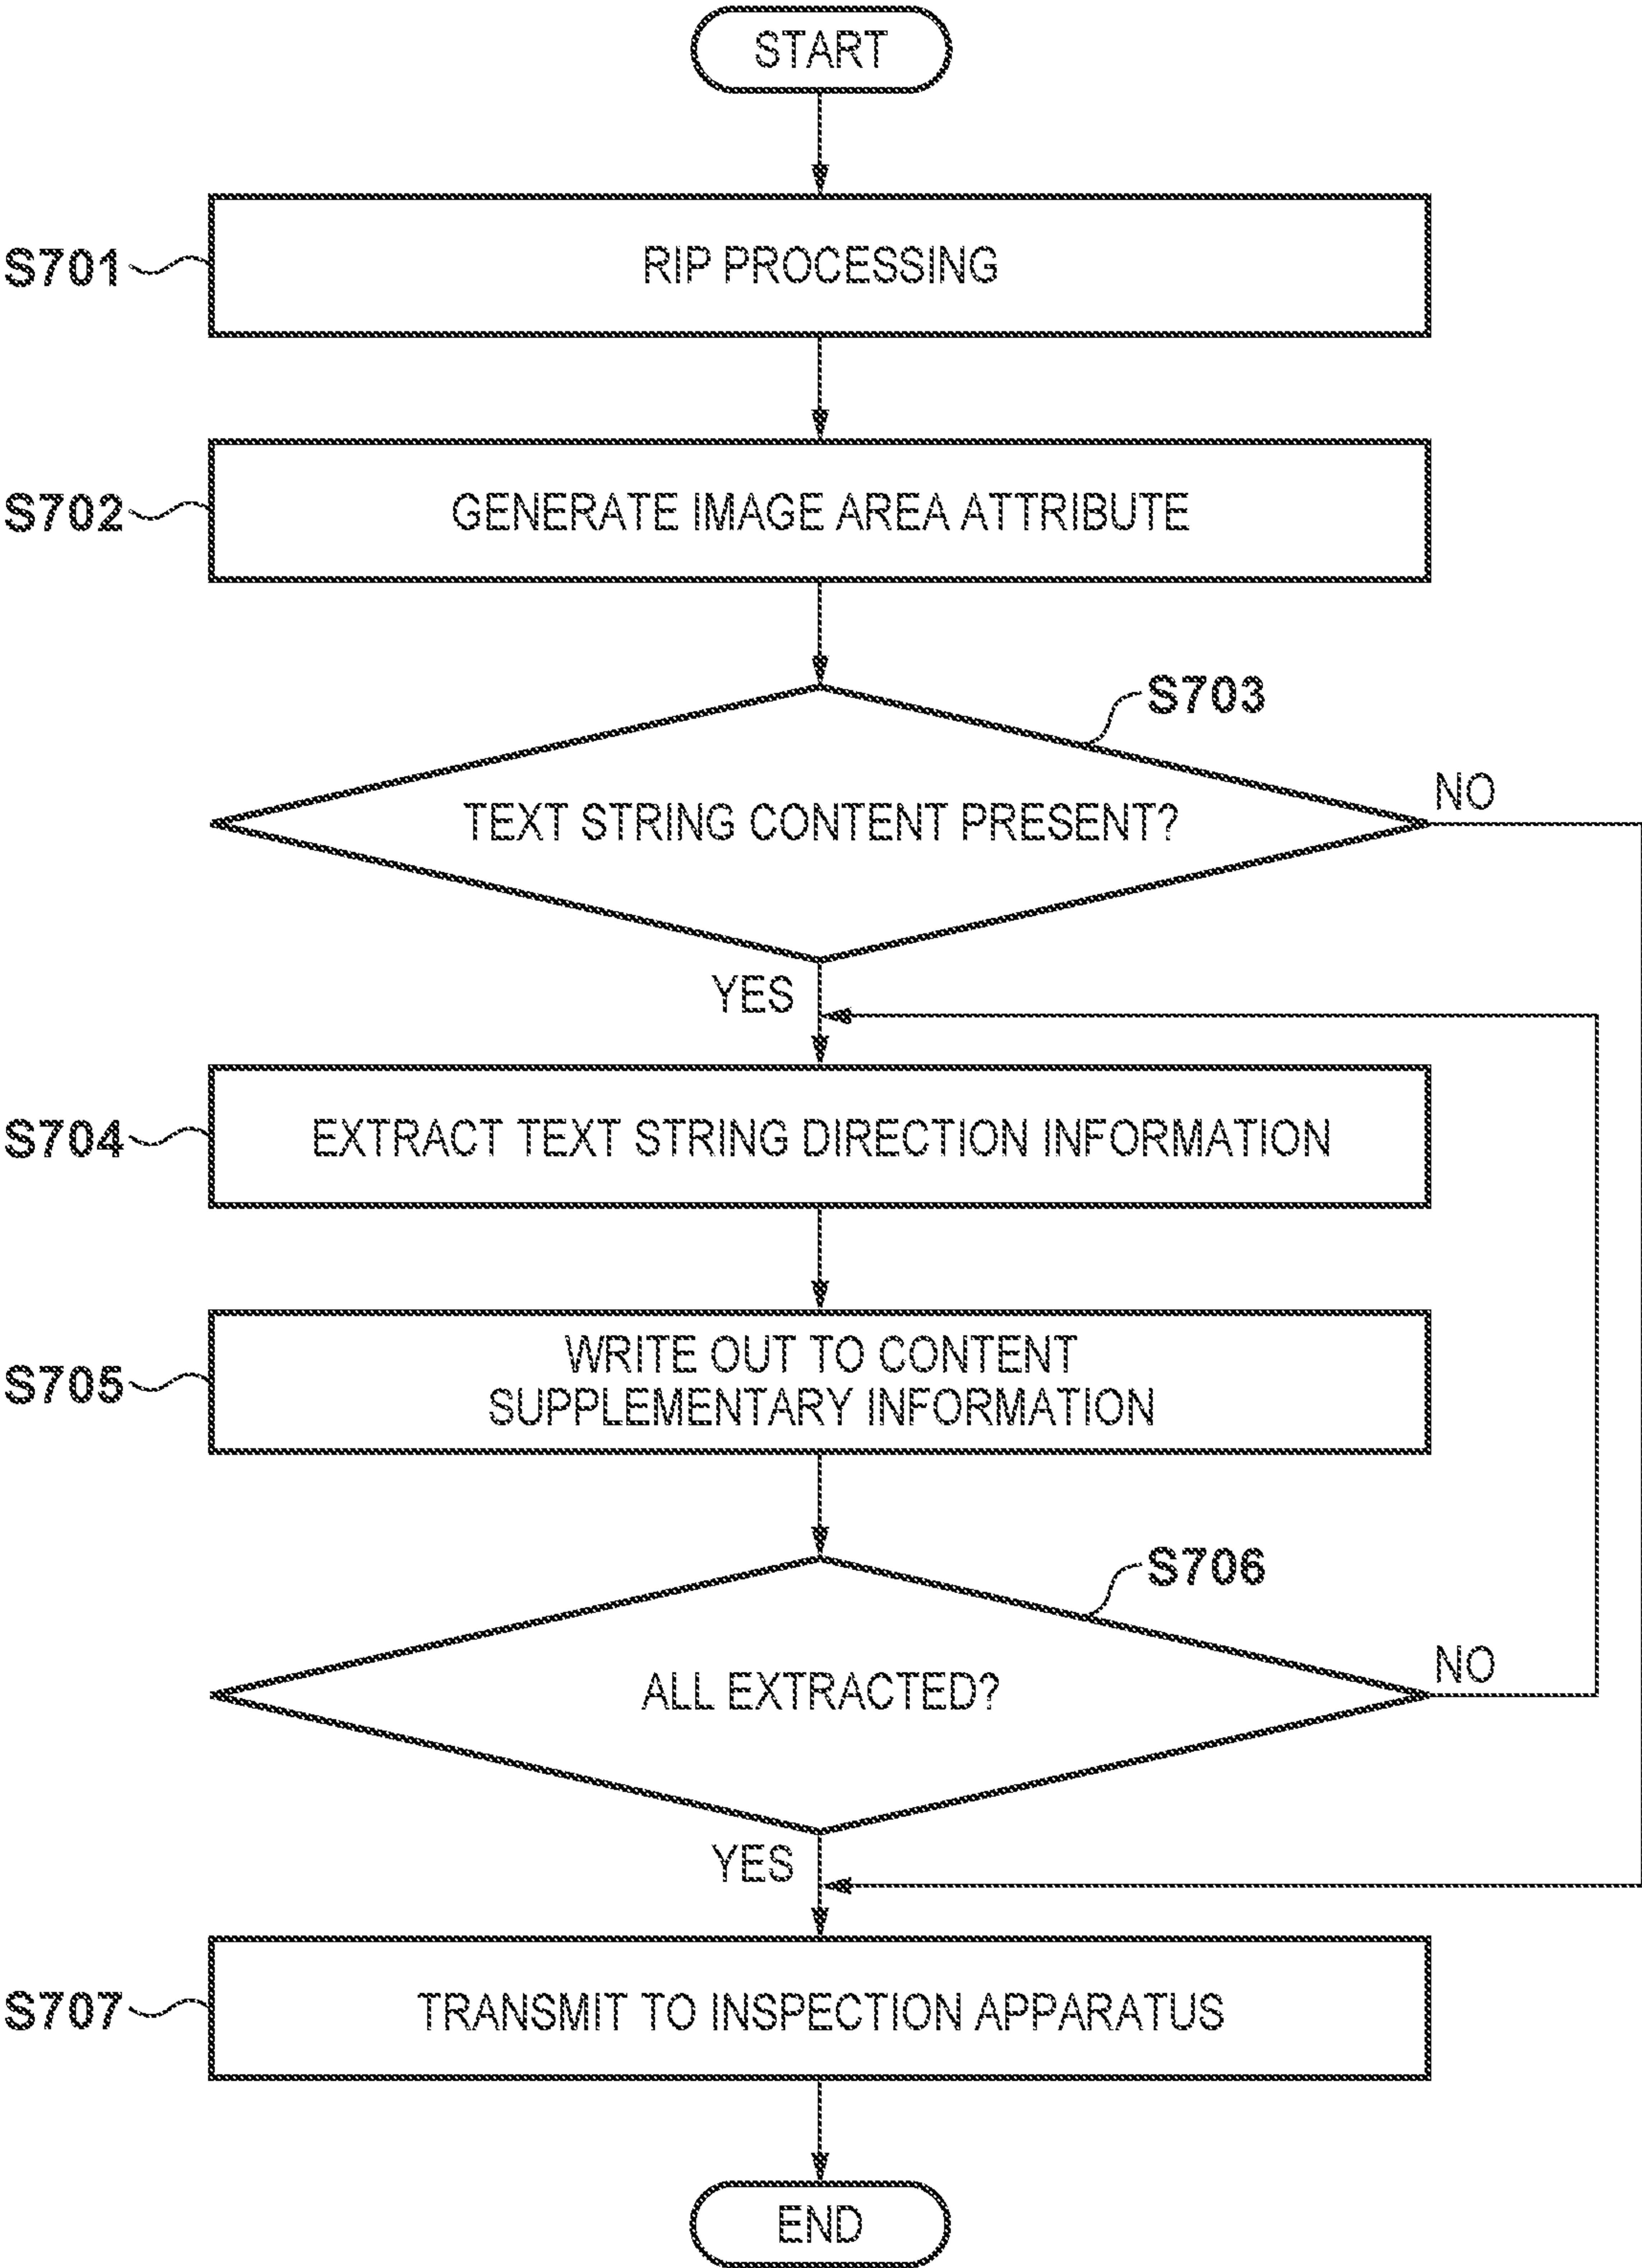 START
S701
RIP PROCESSING
S702
GENERATE IMAGE AREA ATTRIBUTE
S703
TEXT STRING CONTENT PRESENT?
NO
YES
S704
EXTRACT TEXT STRING DIRECTION INFORMATION
S705
WRITE OUT TO CONTENT
SUPPLEMENTARY INFORMATION
S706
ALL EXTRACTED?
NO
YES
S707
TRANSMIT TO INSPECTION APPARATUS
END